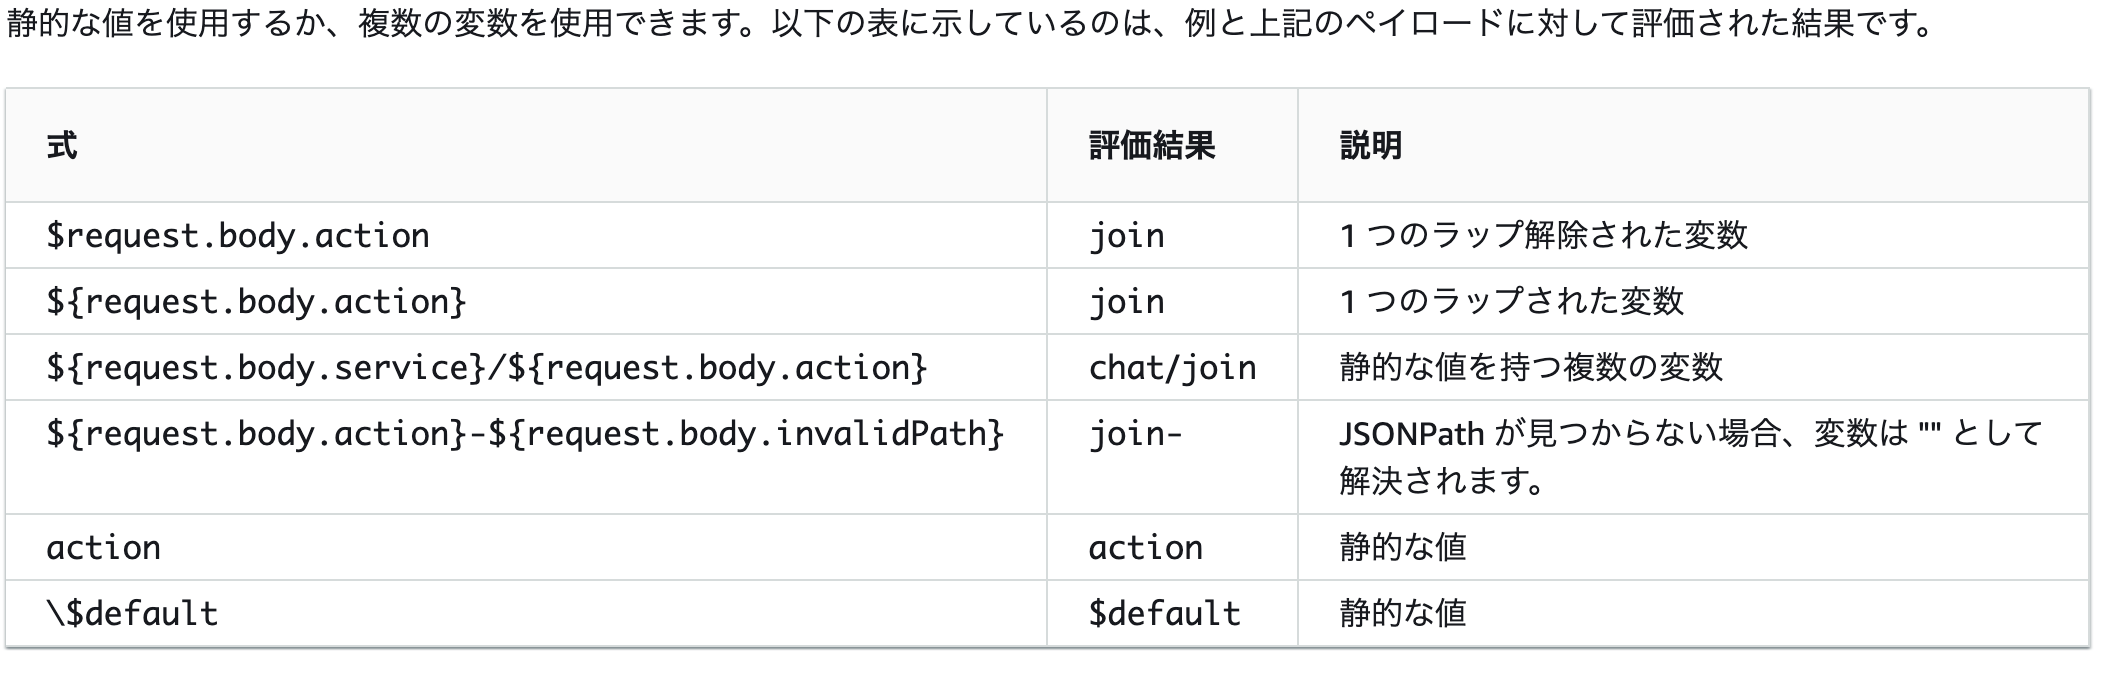 静的な値を使用するか、複数の変数を使用できます。以下の表に示しているのは、例と上記のペイロードに対して評価された結果です。
式 評価結果 説明
$request.body.action join 1 つのラップ解除された変数
${request.body.action} join 1 つのラップされた変数
${request.body.service}/${request.body.action} chat/join 静的な値を持つ複数の変数
${request.body.action}-${request.body.invalidPath} join- JSONPath が見つからない場合、変数は "" として
解決されます。
action action 静的な値
\$default $default 静的な値